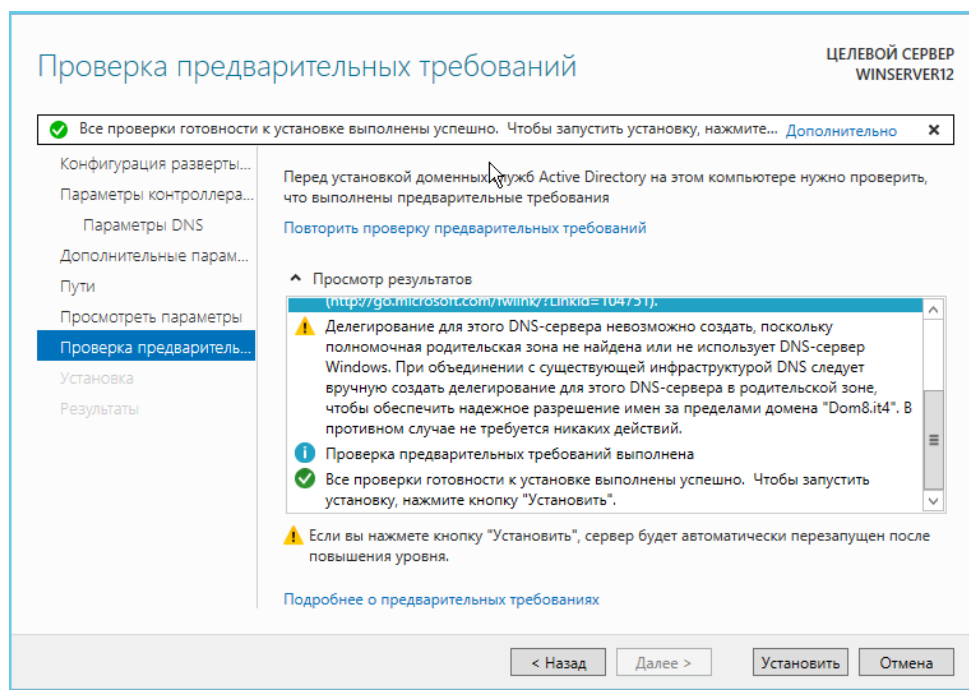 Проверка предварительных требований
ЦЕЛЕВОЙ СЕРВЕР
WINSERVER12
Все проверки готовности к установке выполнены успешно. Чтобы запустить установку, нажмите... Дополнительно
Конфигурация разверты...
Параметры контроллера...
Параметры DNS
Дополнительные парам...
Пути
Просмотреть параметры
Проверка предваритель...
Установка
Результаты
Перед установкой доменных служб Active Directory на этом компьютере нужно проверить,
что выполнены предварительные требования
Повторить проверку предварительных требований
Просмотр результатов
(http://go.microsoft.com/fwlink/?LinkId=104751).
Делегирование для этого DNS-сервера невозможно создать, поскольку
полномочная родительская зона не найдена или не использует DNS-сервер
Windows. При объединении с существующей инфраструктурой DNS следует
вручную создать делегирование для этого DNS-сервера в родительской зоне,
чтобы обеспечить надежное разрешение имен за пределами домена "Dom8.it4". В
противном случае не требуется никаких действий.
Проверка предварительных требований выполнена
Все проверки готовности к установке выполнены успешно. Чтобы запустить
установку, нажмите кнопку "Установить".
Если вы нажмете кнопку "Установить", сервер будет автоматически перезапущен после
повышения уровня.
Подробнее о предварительных требованиях
< Назад
Далее >
Установить
Отмена